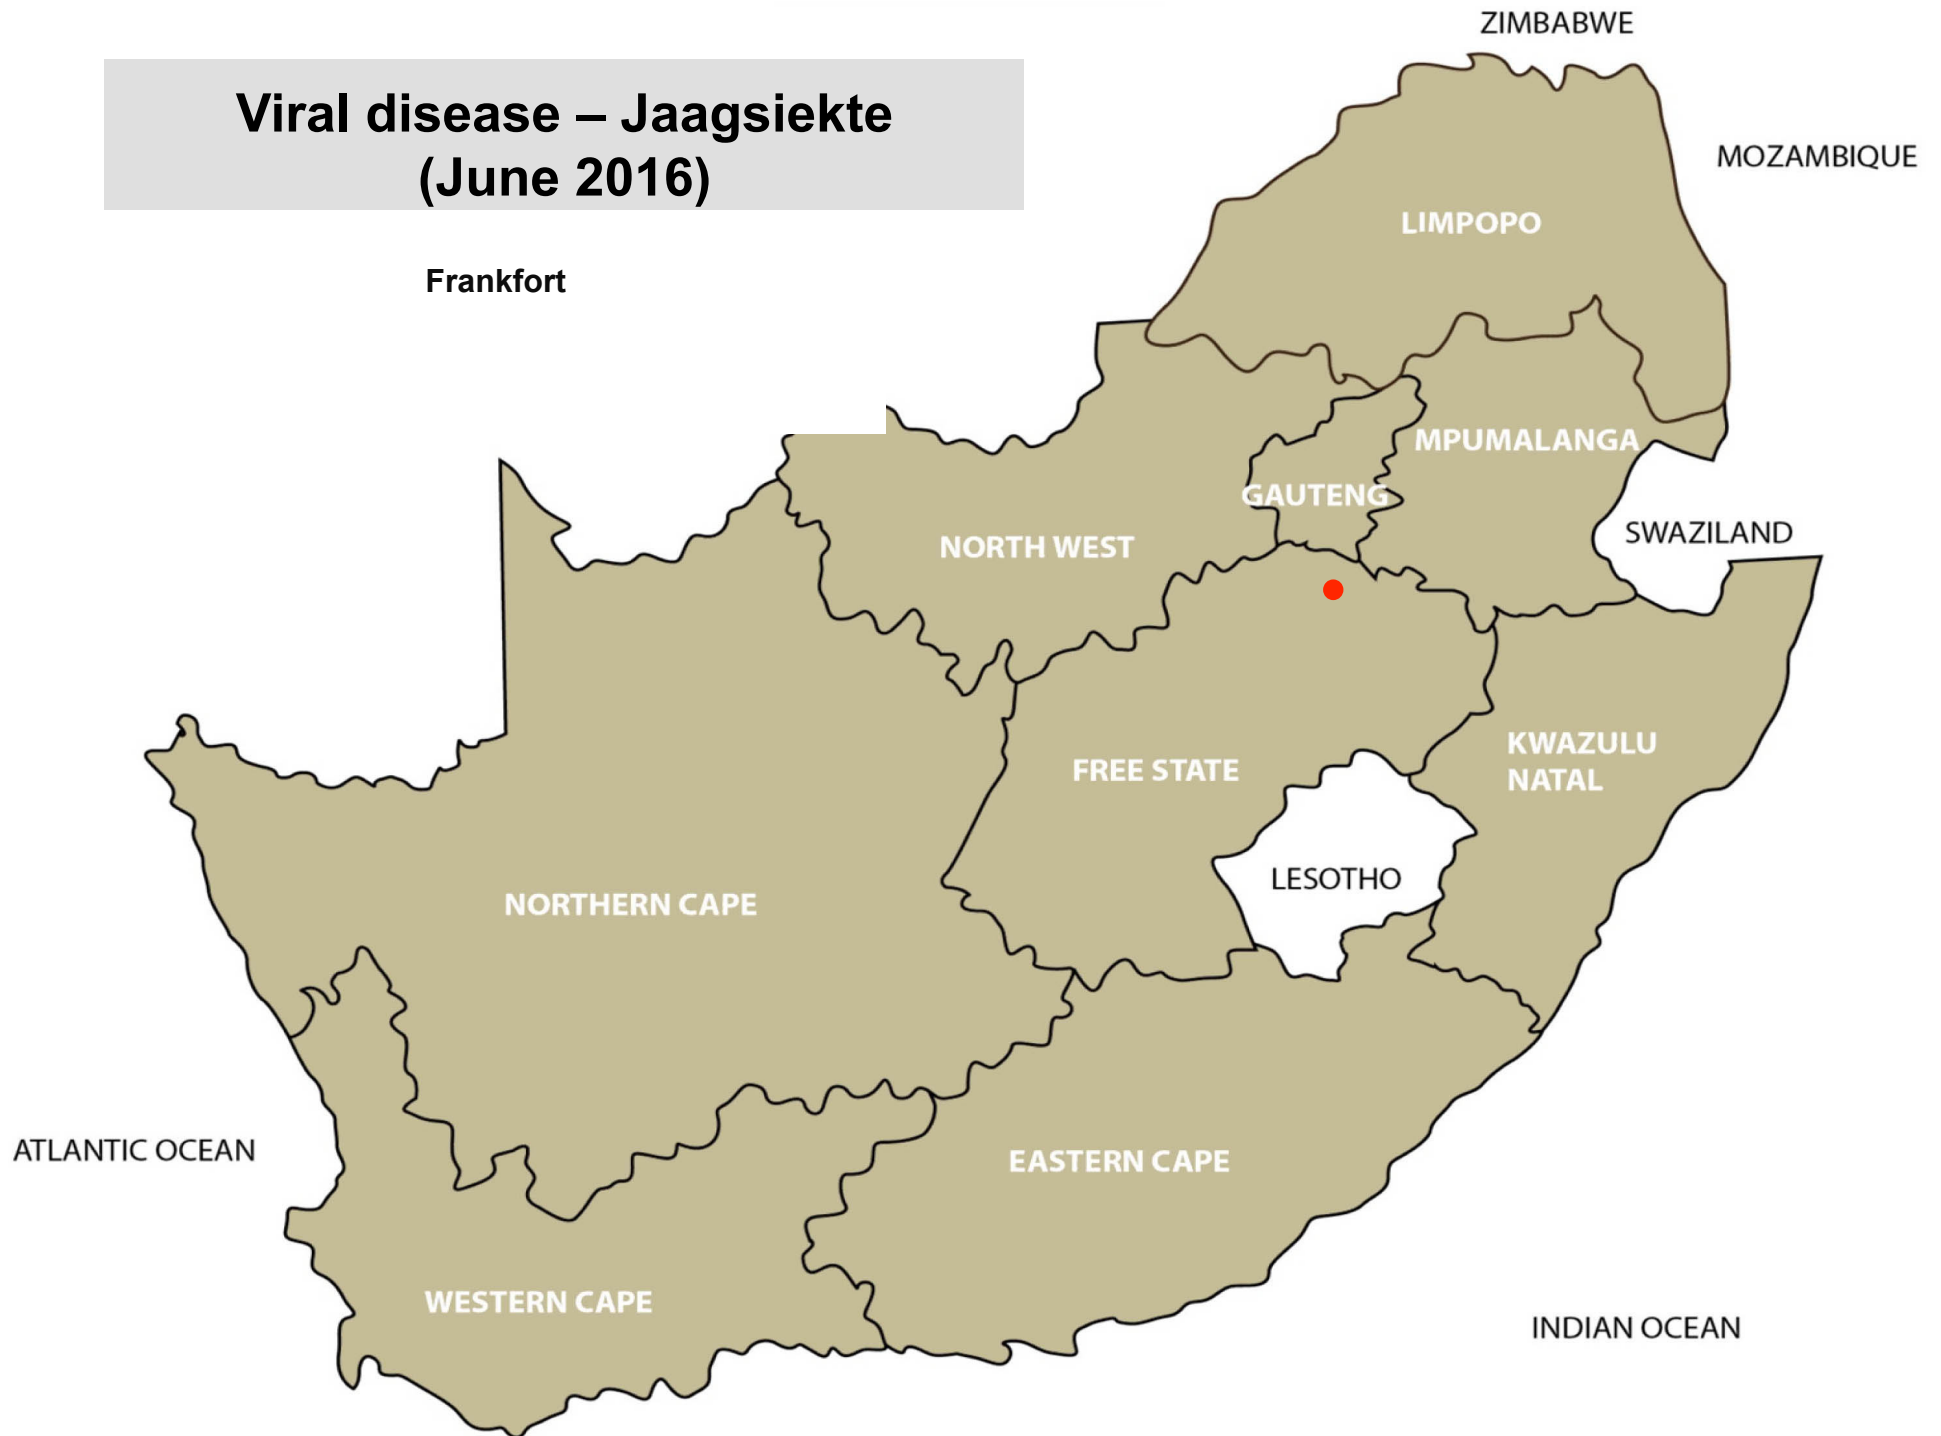 ZIMBABWE
Viral disease – Jaagsiekte
(June 2016)
MOZAMBIQUE
LIMPOPO
Frankfort
MPUMALANGA
GAUTENG
SWAZILAND
NORTH WEST
KWAZULU
NATAL
FREE STATE
LESOTHO
NORTHERN CAPE
ATLANTIC OCEAN
EASTERN CAPE
WESTERN CAPE
INDIAN OCEAN